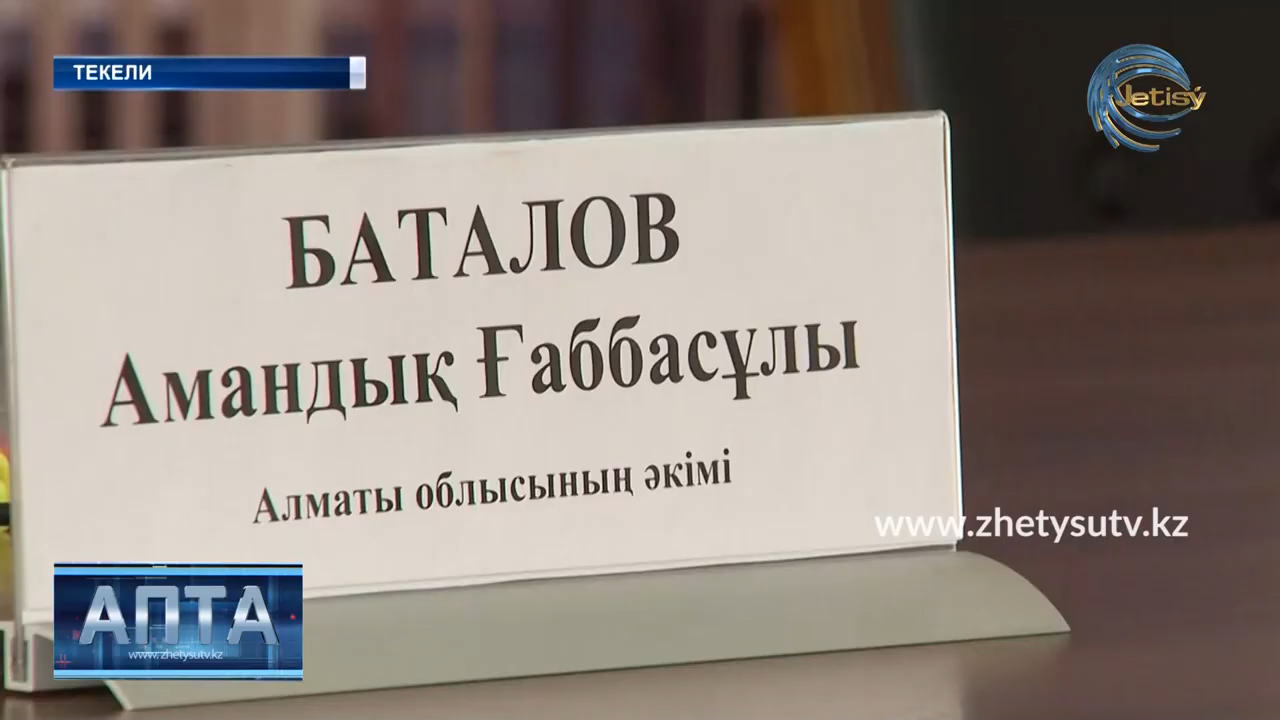 ТЕКЕЛИ
Jetisý
БАТАЛОВ
Амандық Ғаббасұлы
Алматы облысының әкімі
www.zhetysutv.kz
АПТА
www.zhetysutv.kz